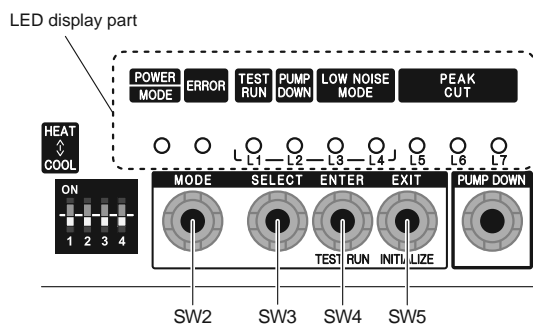 LED display part
POWER
MODE
ERROR
TEST
RUN
PUMP
DOWN
LOW NOISE
MODE
PEAK
CUT
HEAT
COOL
L1
L2
L3
L4
L5
L6
L7
ON
1 2 3 4
MODE
SELECT
ENTER
EXIT
PUMP DOWN
TEST RUN
INITIALIZE
SW2
SW3
SW4
SW5